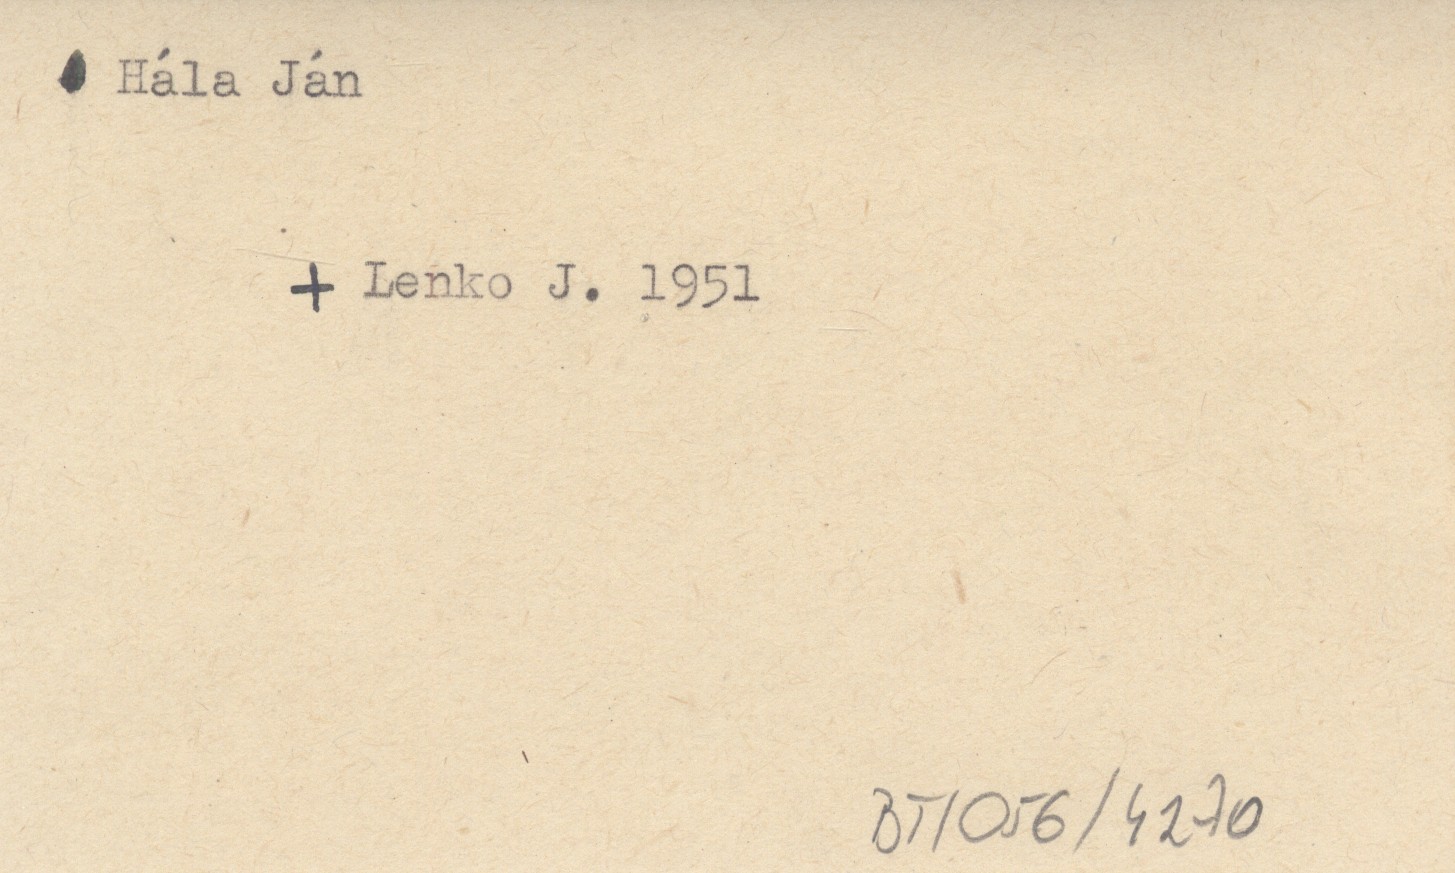 Hála Ján
+ Lenko J. 1951
BT/056/4270